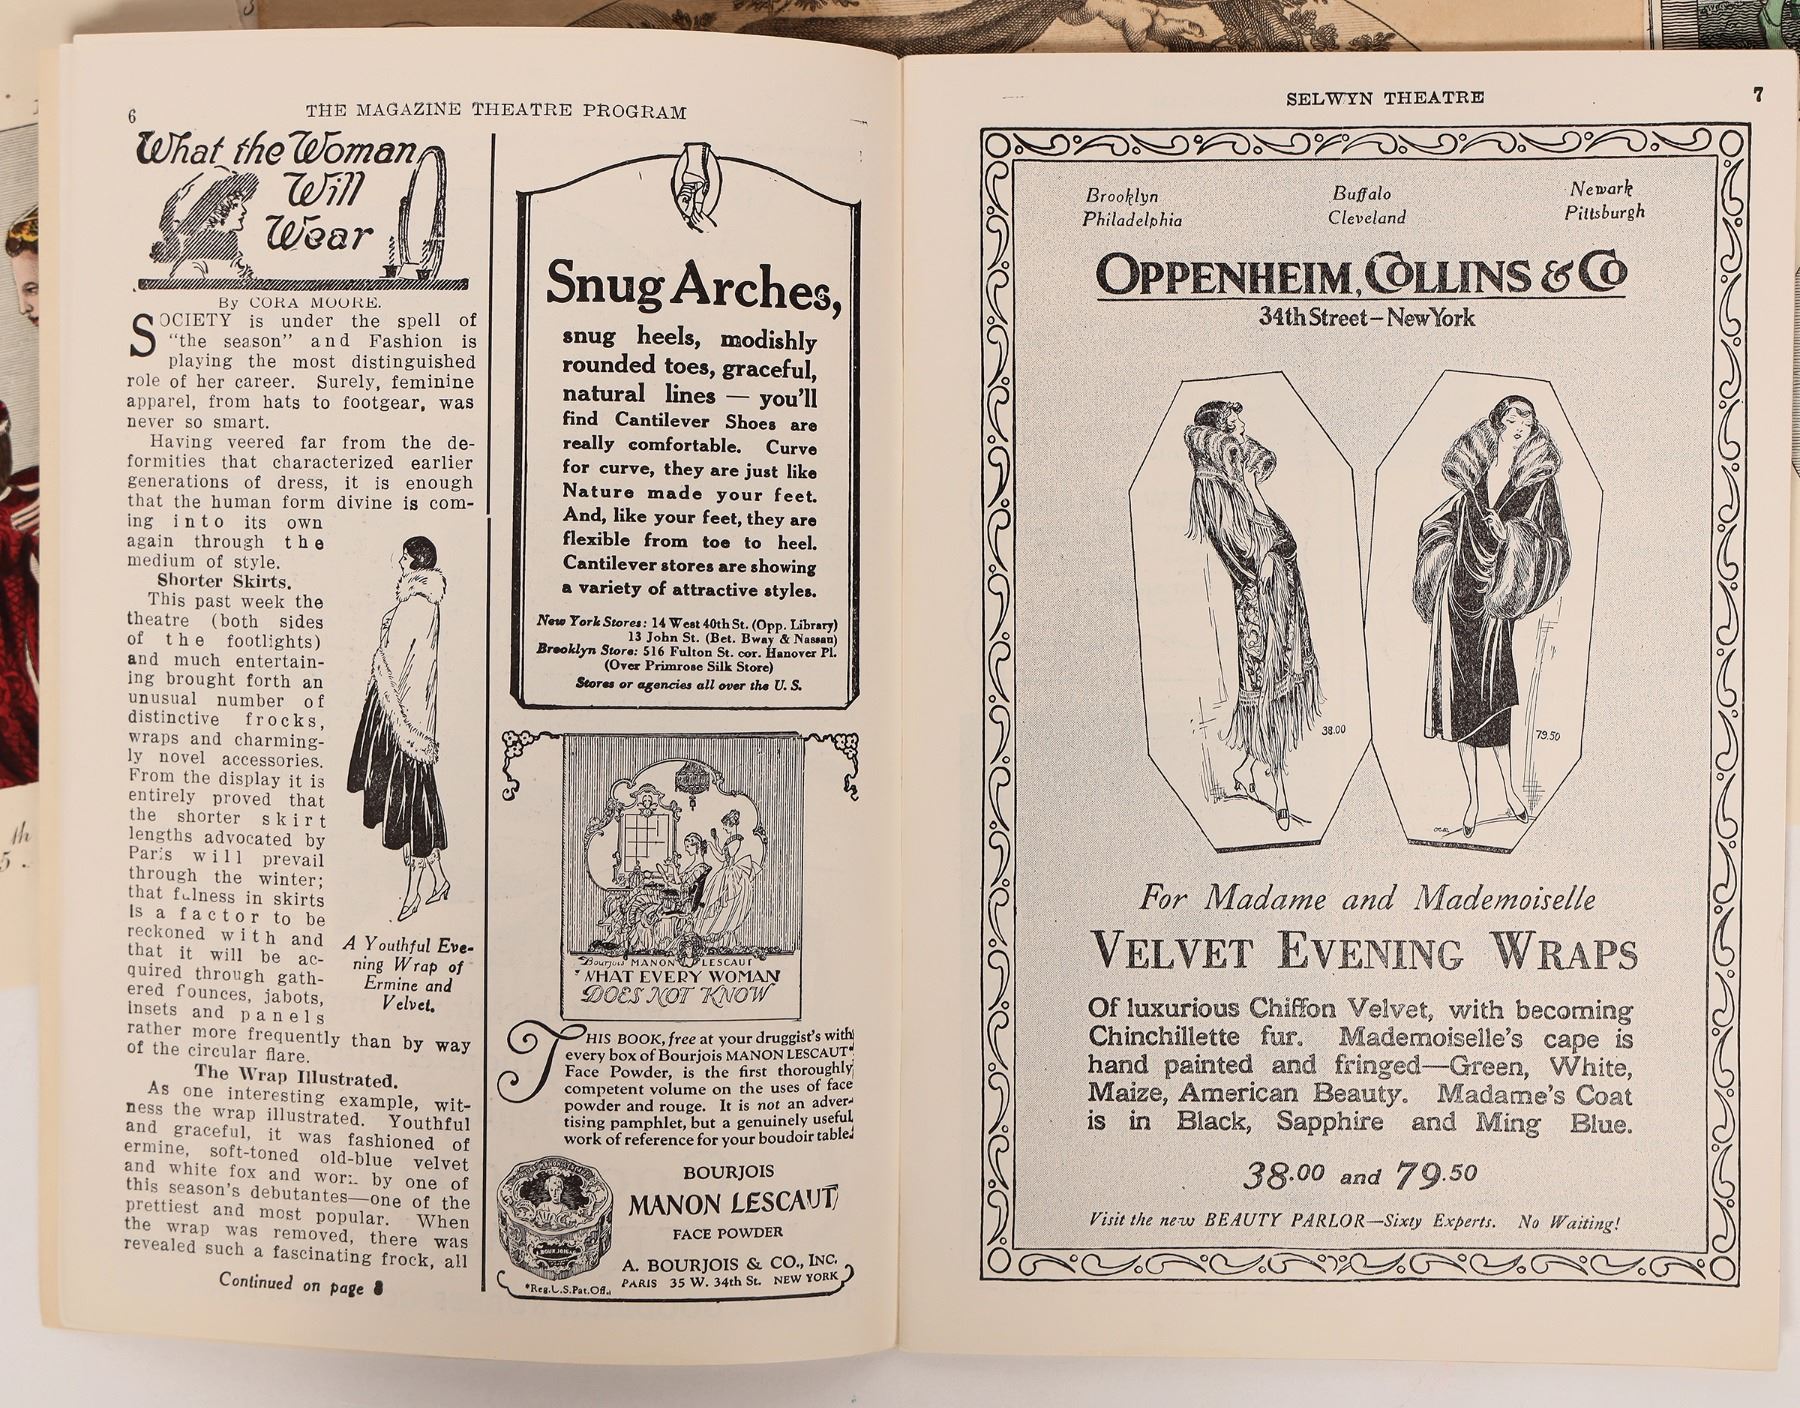 6
THE MAGAZINE THEATRE PROGRAM
What the Woman
Will
Wear
By CORA MOORE.
SOCIETY is under the spell of
"the season" and Fashion is
playing the most distinguished
role of her career. Surely, feminine
apparel, from hats to footgear, was
never so smart.
Having veered far from the de-
formities that characterized earlier
generations of dress, it is enough
that the human form divine is com-
ing into its own
again through the
medium of style.
Shorter Skirts.
This past week the
theatre (both sides
of the footlights)
and much entertain-
ing brought forth an
unusual number of
distinctive frocks,
wraps and charming-
ly novel accessories.
From the display it is
entirely proved that
the shorter skirt
lengths advocated by
Paris will prevail
through the winter;
that fulness in skirts
is a factor to be
reckoned with and
that it will be ac-
quired through gath-
ered flounces, jabots,
insets and panels
rather more frequently than by way
of the circular flare.
A Youthful Eve-
ning Wrap of
Ermine and
Velvet.
The Wrap Illustrated.
As one interesting example, wit-
ness the wrap illustrated. Youthful
and graceful, it was fashioned of
ermine, soft-toned old-blue velvet
and white fox and worn by one of
this season's debutantes—one of the
prettiest and most popular. When
the wrap was removed, there was
revealed such a fascinating frock, all
Continued on page 8
Snug Arches,
snug heels, modishly
rounded toes, graceful,
natural lines — you'll
find Cantilever Shoes are
really comfortable. Curve
for curve, they are just like
Nature made your feet.
And, like your feet, they are
flexible from toe to heel.
Cantilever stores are showing
a variety of attractive styles.
New York Stores: 14 West 40th St. (Opp. Library)
13 John St. (Bet. Bway & Nassau)
Brooklyn Store: 516 Fulton St. cor. Hanover Pl.
(Over Primrose Silk Store)
Stores or agencies all over the U. S.
Bourjois MANON LESCAUT
WHAT EVERY WOMAN
DOES NOT KNOW
THIS BOOK, free at your druggist's with
every box of Bourjois MANON LESCAUT*
Face Powder, is the first thoroughly
competent volume on the uses of face
powder and rouge. It is not an adver-
tising pamphlet, but a genuinely useful
work of reference for your boudoir table.
BOURJOIS
MANON LESCAUT
FACE POWDER
A. BOURJOIS & CO., INC.
PARIS 35 W. 34th St. NEW YORK
BOURJOIS
*Reg.U.S.Pat.Off.
SELWYN THEATRE
7
Brooklyn Buffalo Newark
Philadelphia Cleveland Pittsburgh
OPPENHEIM, COLLINS & CO
34th Street—New York
38.00
79.50
For Madame and Mademoiselle
VELVET EVENING WRAPS
Of luxurious Chiffon Velvet, with becoming
Chinchillette fur. Mademoiselle's cape is
hand painted and fringed—Green, White,
Maize, American Beauty. Madame's Coat
is in Black, Sapphire and Ming Blue.
38.00 and 79.50
Visit the new BEAUTY PARLOR—Sixty Experts. No Waiting!